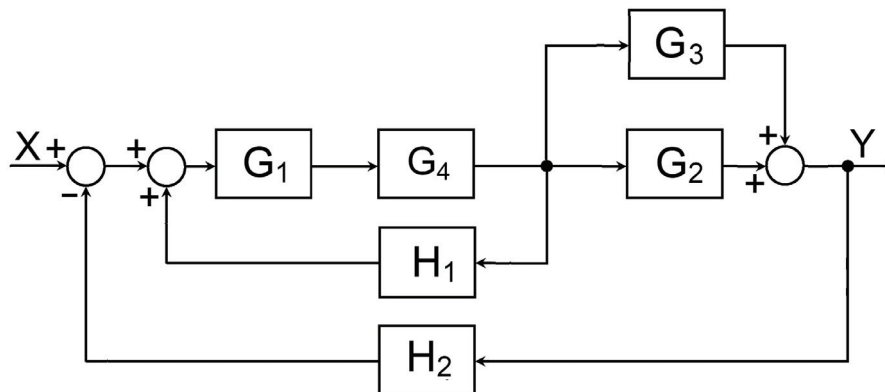 G₃
X + + G₁ G₄ G₂ + + Y
− + H₁
H₂